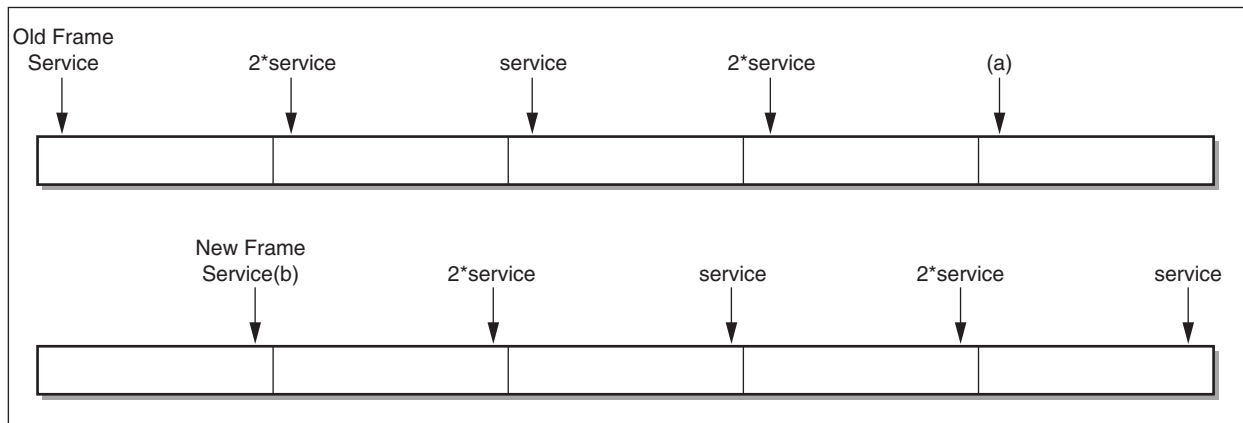 Old Frame
Service
2*service
service
2*service
(a)
New Frame
Service(b)
2*service
service
2*service
service